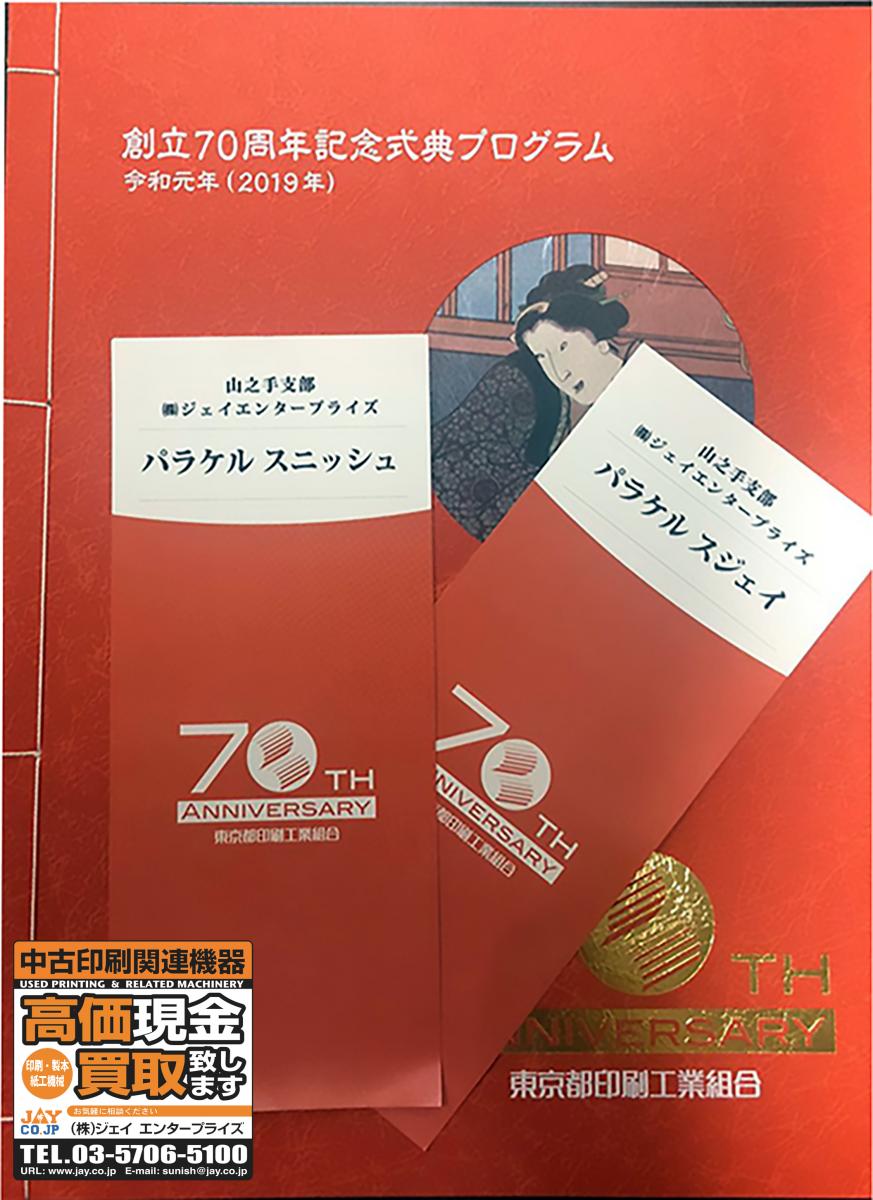 創立70周年記念式典プログラム
令和元年(2019年)
山之手支部
㈱ジェイエンタープライズ
パラケル スニッシュ
70TH
ANNIVERSARY
東京都印刷工業組合
山之手支部
㈱ジェイエンタープライズ
パラケル スジェイ
70TH
NNIVERSARY
都印刷工業組合
TH
NNIVERSARY
東京都印刷工業組合
中古印刷関連機器
USED PRINTING & RELATED MACHINERY
高価現金
印刷・製本
紙工機械
買取致し
ます
JAY
CO.JP
お気軽に相談ください
(株)ジェイ エンタープライズ
TEL.03-5706-5100
URL: www.jay.co.jp E-mail: sunish@jay.co.jp